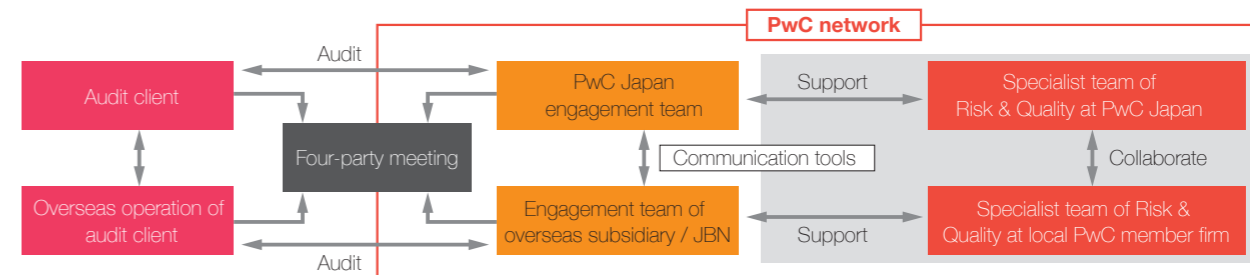 PwC network
Audit
Audit client
PwC Japan
engagement team
Support
Specialist team of
Risk & Quality at PwC Japan
Four-party meeting
Communication tools
Collaborate
Overseas operation of
audit client
Engagement team of
overseas subsidiary / JBN
Support
Specialist team of Risk &
Quality at local PwC member firm
Audit